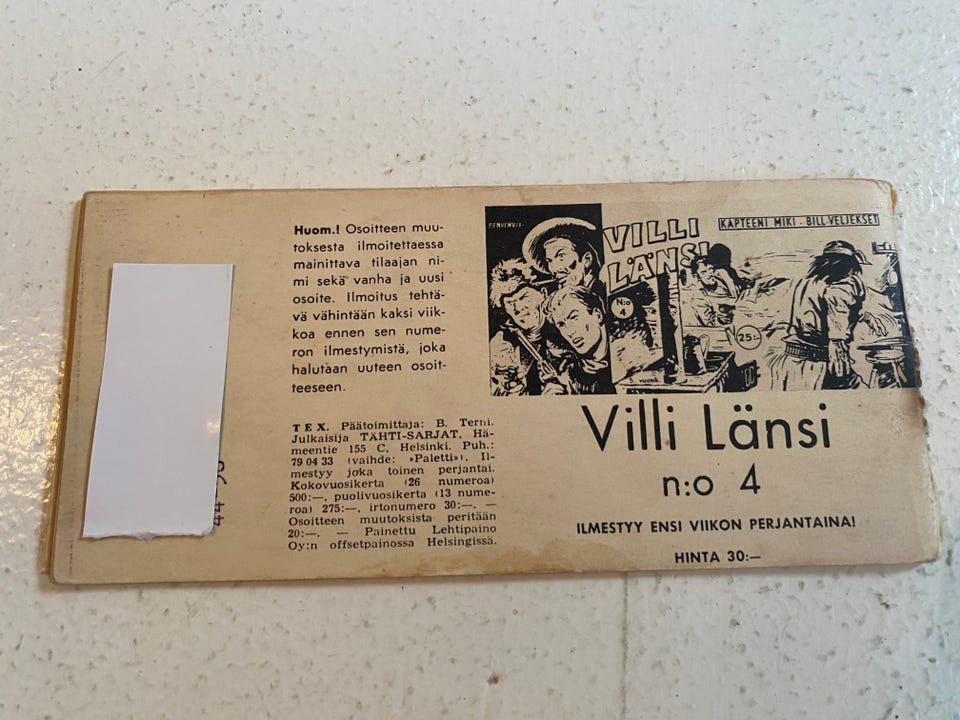 Huom.! Osoitteen muu-
toksesta ilmoitettaessa
mainittava tilaajan ni-
mi sekä vanha ja uusi
osoite. Ilmoitus tehtä-
vä vähintään kaksi viik-
koa ennen sen nume-
ron ilmestymistä, joka
halutaan uuteen osoit-
teeseen.
TEX. Päätoimittaja: B. Terni.
Julkaisija TÄHTI-SARJAT, Hä-
meentie 155 C, Helsinki. Puh.:
79 04 33 (vaihde: »Paletti»). Il-
mestyy joka toinen perjantai.
Kokovuosikerta (26 numeroa)
500:—, puolivuosikerta (13 nume-
roa) 275:—, irtonumero 30:—, —
Osoitteen muutoksista peritään
20:—. — Painettu Lehtipaino
Oy:n offsetpainossa Helsingissä.
VILLI
LÄNSI
KAPTEENI MIKI - BILL-VELJEKSET
N:o
4
25:-
5. vuosik.
Villi Länsi
n:o 4
ILMESTYY ENSI VIIKON PERJANTAINA!
HINTA 30:—